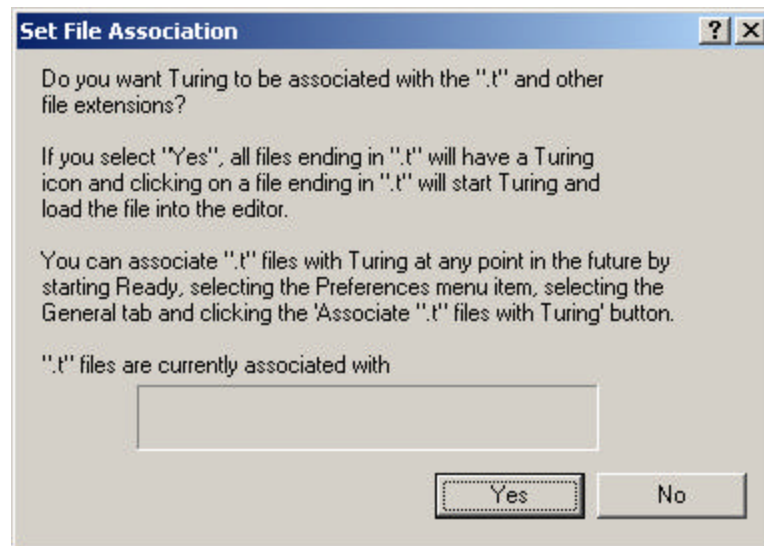 Set File Association
Do you want Turing to be associated with the ".t" and other
file extensions?
If you select "Yes", all files ending in ".t" will have a Turing
icon and clicking on a file ending in ".t" will start Turing and
load the file into the editor.
You can associate ".t" files with Turing at any point in the future by
starting Ready, selecting the Preferences menu item, selecting the
General tab and clicking the 'Associate ".t" files with Turing' button.
".t" files are currently associated with
Yes No